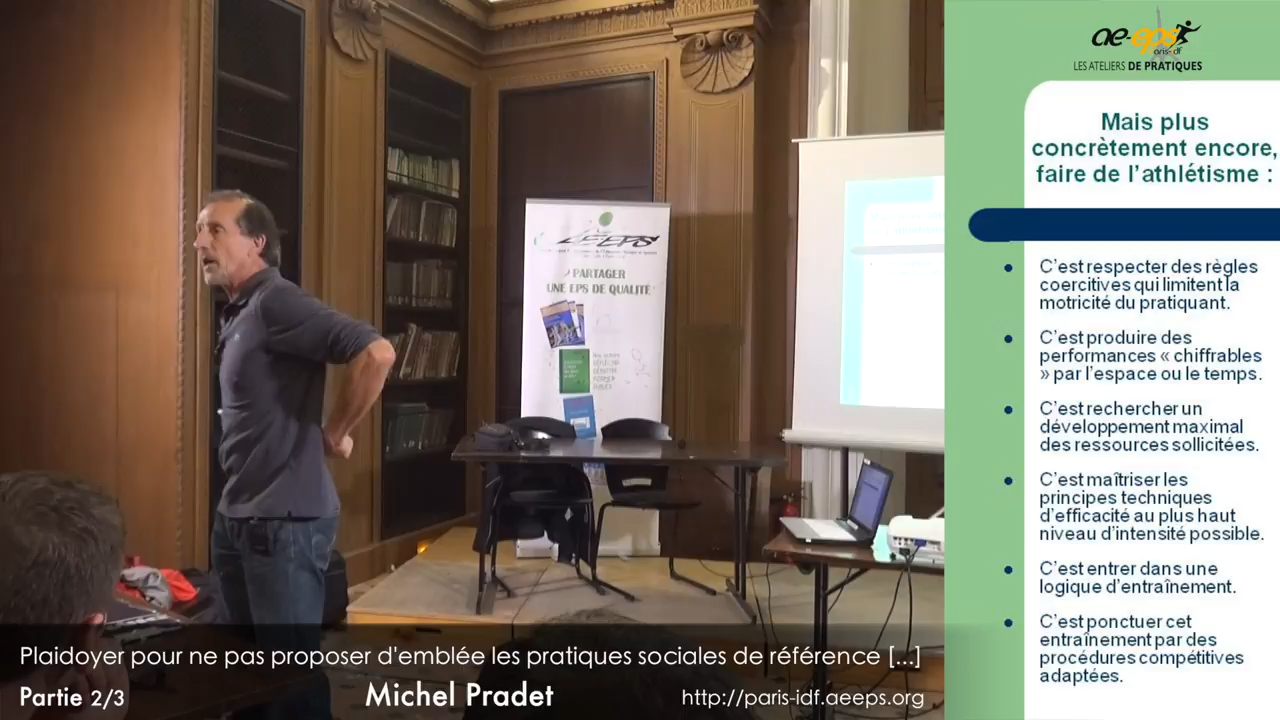 ae-eps
Paris-idf
LES ATELIERS DE PRATIQUES
Mais plus
concrètement encore,
faire de l'athlétisme :
• C'est respecter des règles
coercitives qui limitent la
motricité du pratiquant.
• C'est produire des
performances « chiffrables
» par l'espace ou le temps.
• C'est rechercher un
développement maximal
des ressources sollicitées.
• C'est maîtriser les
principes techniques
d'efficacité au plus haut
niveau d'intensité possible.
• C'est entrer dans une
logique d'entraînement.
• C'est ponctuer cet
entraînement par des
procédures compétitives
adaptées.
AEEPS
PARTAGER
UNE EPS DE QUALITÉ
Plaidoyer pour ne pas proposer d'emblée les pratiques sociales de référence [...]
Partie 2/3
Michel Pradet
http://paris-idf.aeeps.org